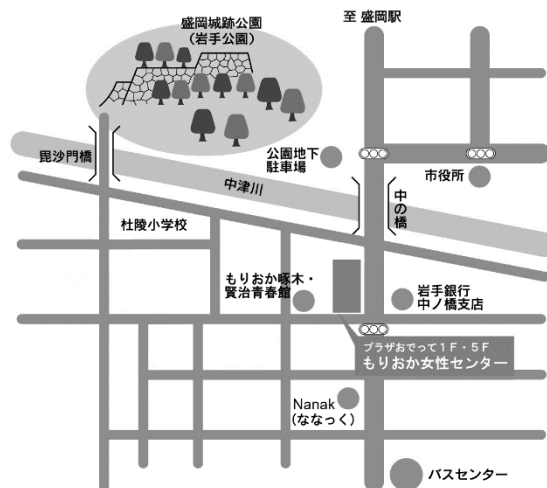 盛岡城跡公園
(岩手公園)
至 盛岡駅
毘沙門橋
公園地下
駐車場
市役所
中津川
中の橋
杜陵小学校
もりおか啄木・
賢治青春館
岩手銀行
中ノ橋支店
プラザおでって1F・5F
もりおか女性センター
Nanak
(ななっく)
バスセンター